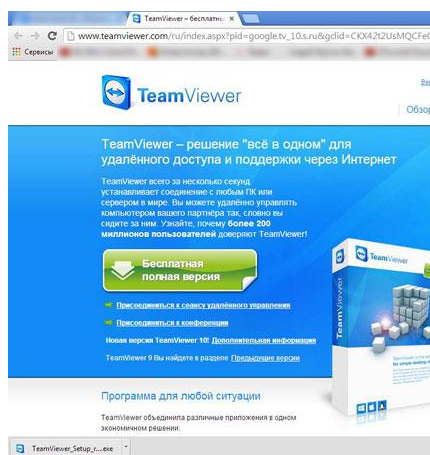 TeamViewer – бесплатны
www.teamviewer.com/ru/index.aspx?pid=google.tv_10.s.ru&gclid=CKX42t2UsMQCFe
Сервисы
TeamViewer
Обзо
TeamViewer – решение "всё в одном" для
удалённого доступа и поддержки через Интернет
TeamViewer всего за несколько секунд
устанавливает соединение с любым ПК или
сервером в мире. Вы можете удалённо управлять
компьютером вашего партнёра так, словно вы
сидите за ним. Узнайте, почему более 200
миллионов пользователей доверяют TeamViewer!
Бесплатная
полная версия
Присоединиться к сеансу удалённого управления
Присоединиться к конференции
Новая версия TeamViewer 10! Дополнительная информация
TeamViewer 9 Вы найдете в разделе Предыдущие версии
TeamViewer
TeamViewer
Программа для любой ситуации
TeamViewer объединила различные приложения в одном
экономичном решении:
TeamViewer_Setup_r....exe